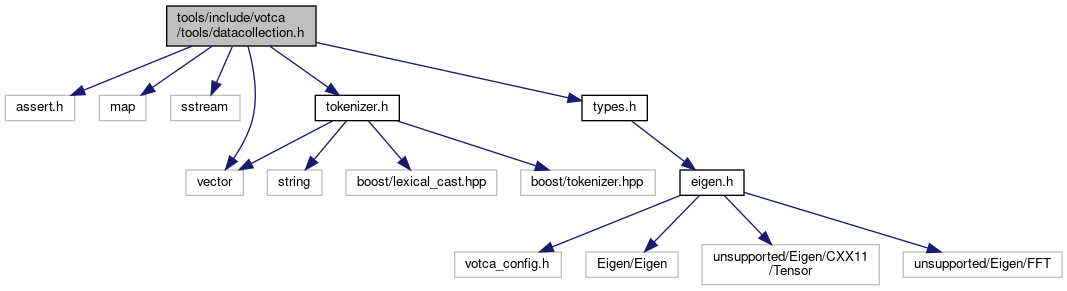 tools/include/votca
/tools/datacollection.h
assert.h
map
sstream
tokenizer.h
types.h
vector
string
boost/lexical_cast.hpp
boost/tokenizer.hpp
eigen.h
votca_config.h
Eigen/Eigen
unsupported/Eigen/CXX11
/Tensor
unsupported/Eigen/FFT